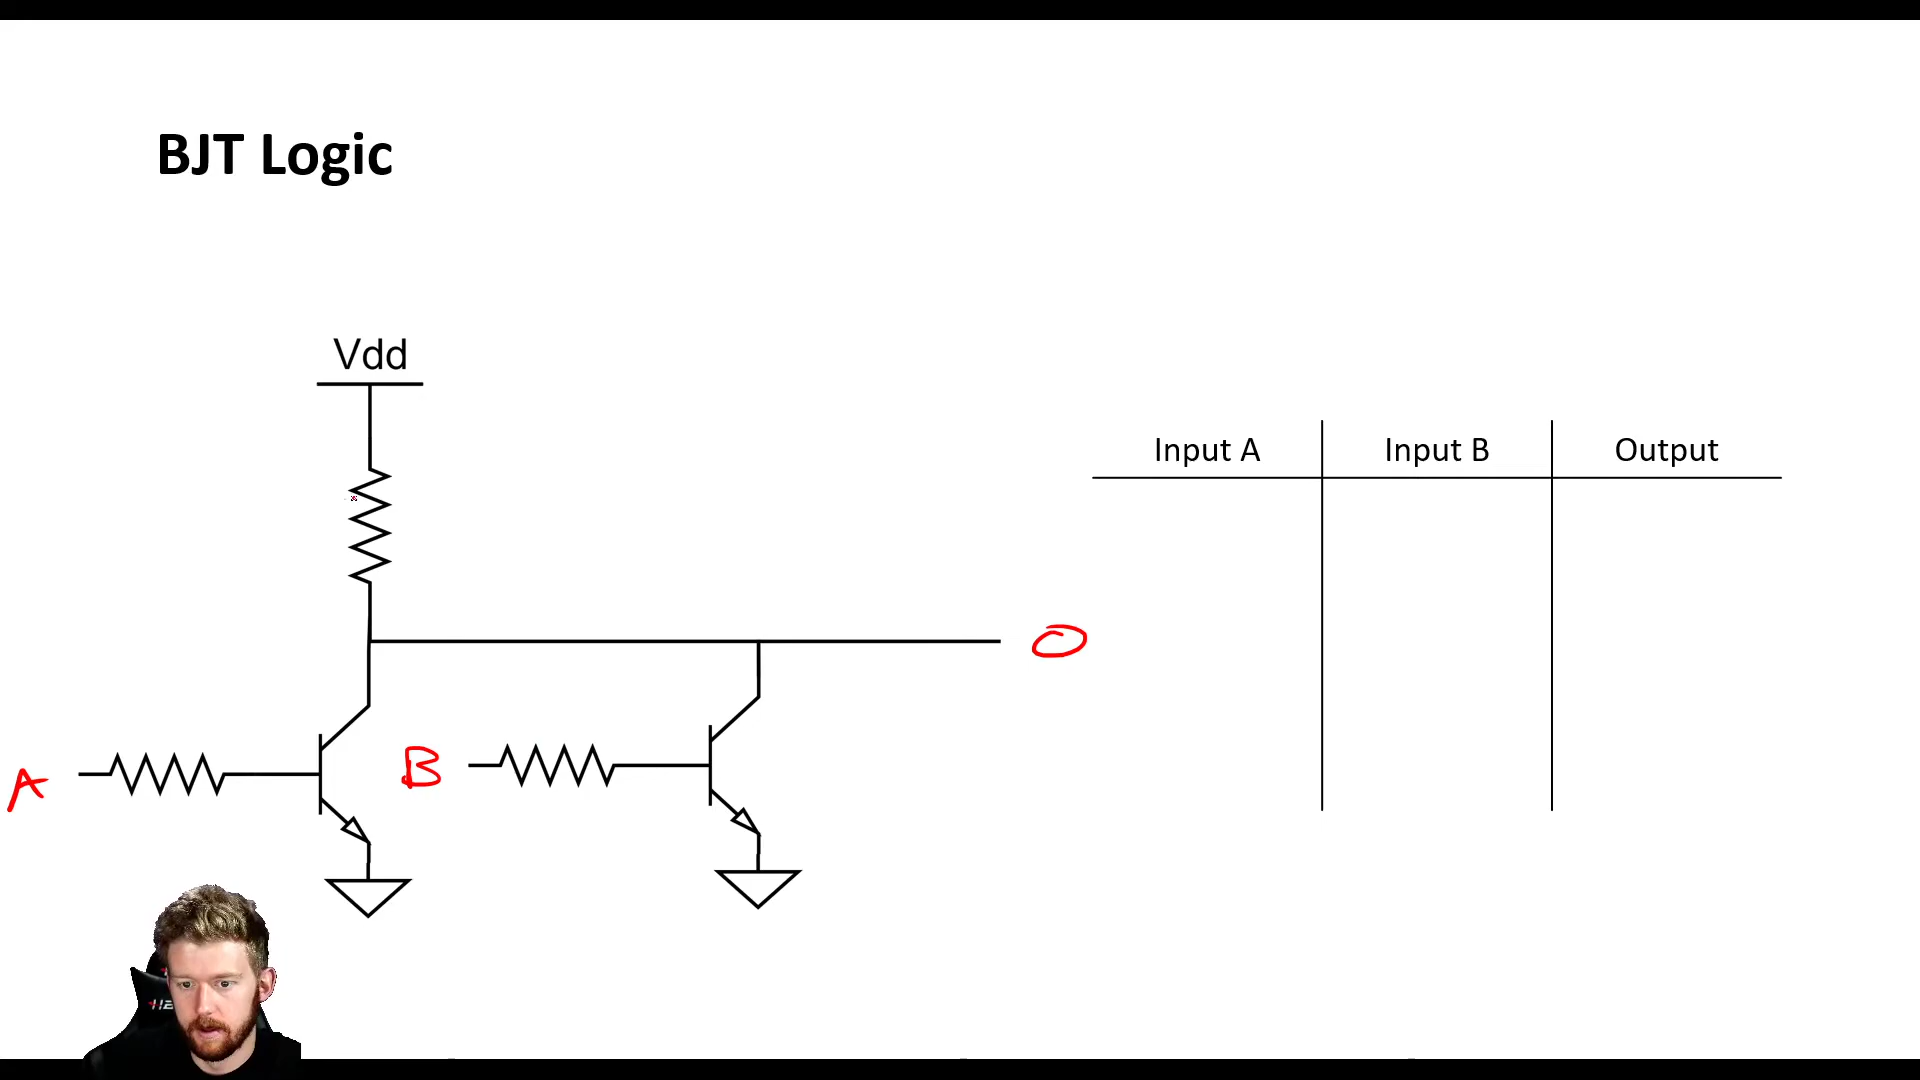 BJT Logic
Vdd
Input A Input B Output
O
A
B